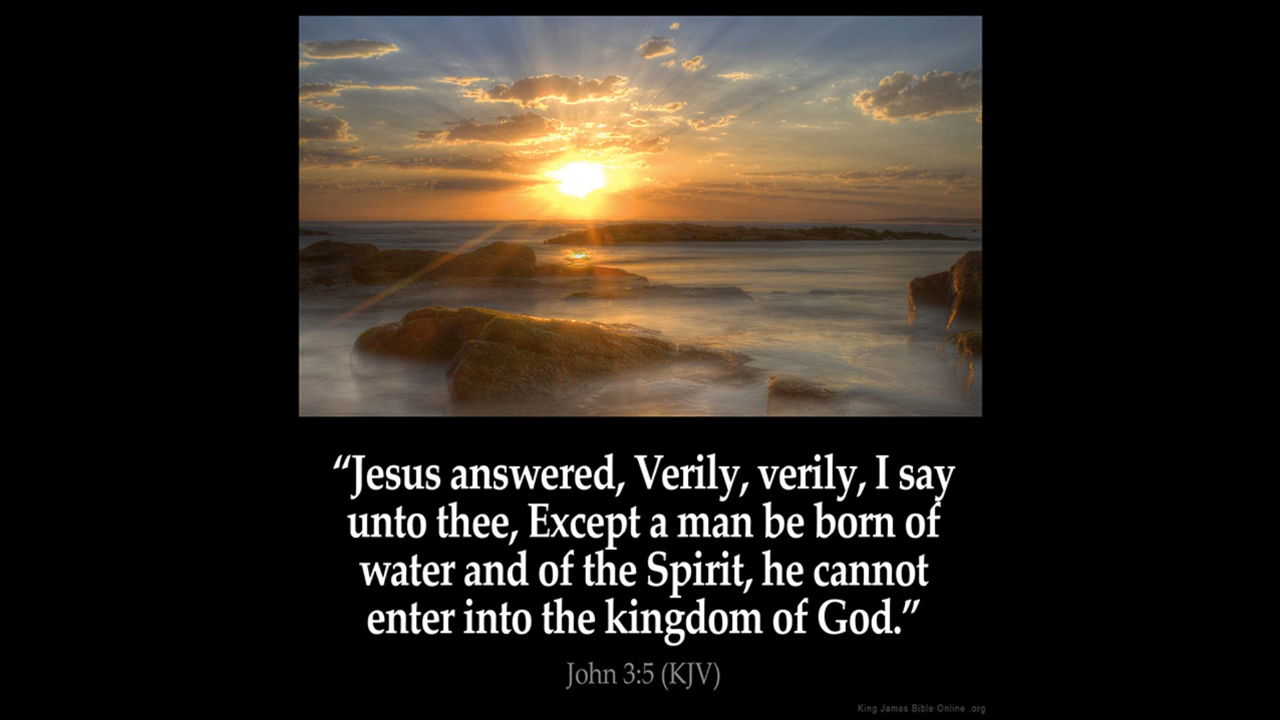 “Jesus answered, Verily, verily, I say
unto thee, Except a man be born of
water and of the Spirit, he cannot
enter into the kingdom of God.”
John 3:5 (KJV)
King James Bible Online .org